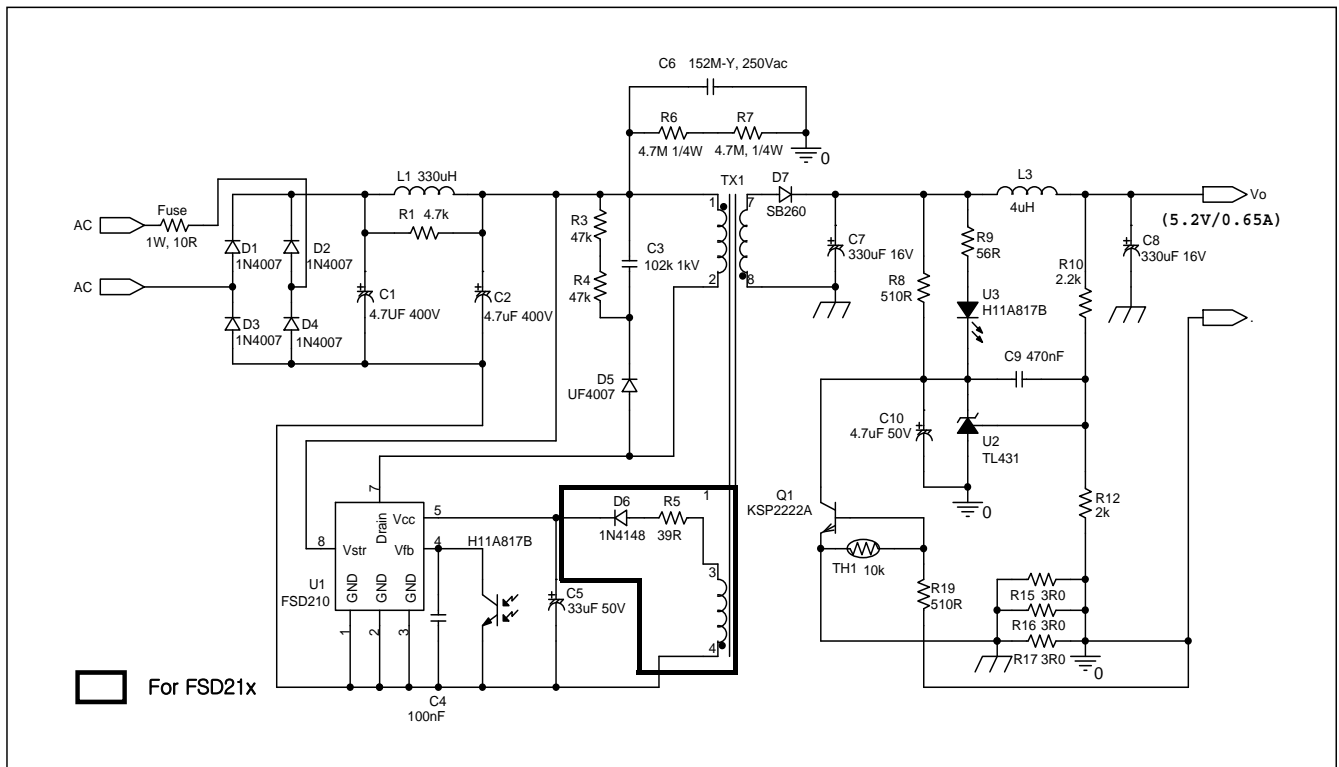 C6 152M-Y, 250Vac
R6 R7
4.7M 1/4W 4.7M, 1/4W
0
L1 330uH
R1 4.7k
AC
Fuse
1W, 10R
AC
D1
1N4007
D2
1N4007
D3
1N4007
D4
1N4007
C1
4.7UF 400V
C2
4.7uF 400V
R3
47k
R4
47k
C3
102k 1kV
D5
UF4007
TX1
1
2
7
8
D7
SB260
C7
330uF 16V
R8
510R
R9
56R
U3
H11A817B
L3
4uH
R10
2.2k
C8
330uF 16V
Vo
(5.2V/0.65A)
.
C9 470nF
C10
4.7uF 50V
U2
TL431
0
R12
2k
Q1
KSP2222A
TH1 10k
R19
510R
R15 3R0
R16 3R0
R17 3R0
0
7
Drain
Vcc
5
8
Vstr
Vfb
4
U1
FSD210
GND
GND
GND
1
2
3
H11A817B
C4
100nF
C5
33uF 50V
D6
1N4148
R5
39R
1
3
4
For FSD21x